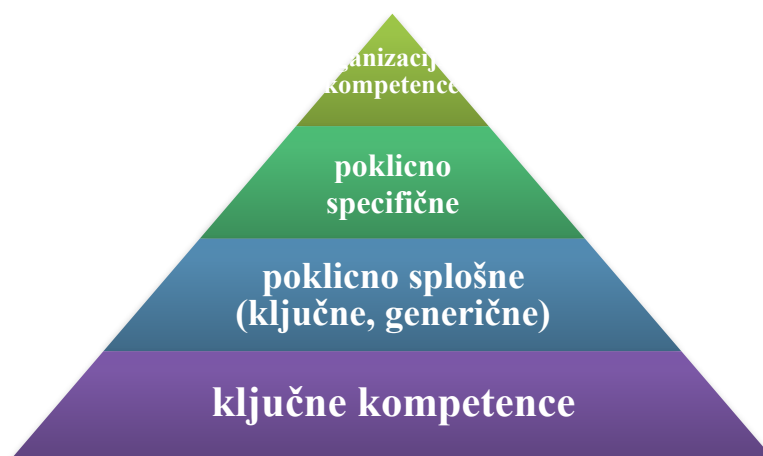 kompetence
poklicno
specifične
poklicno splošne
(ključne, generične)
ključne kompetence